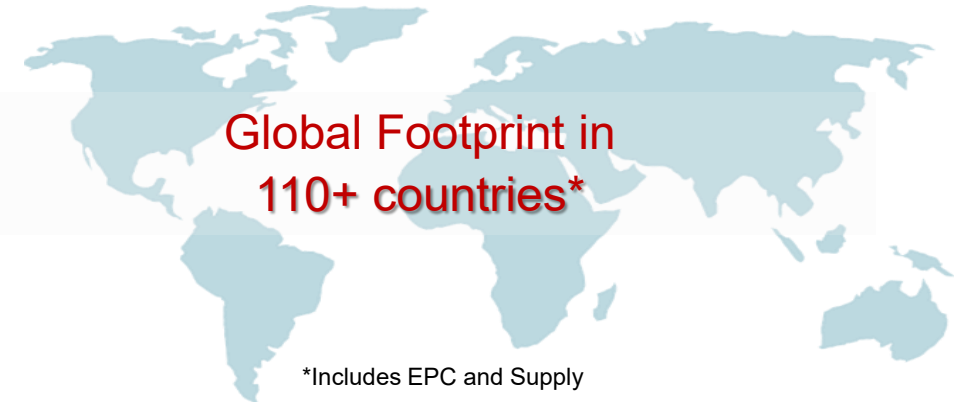 Global Footprint in
110+ countries*
*Includes EPC and Supply